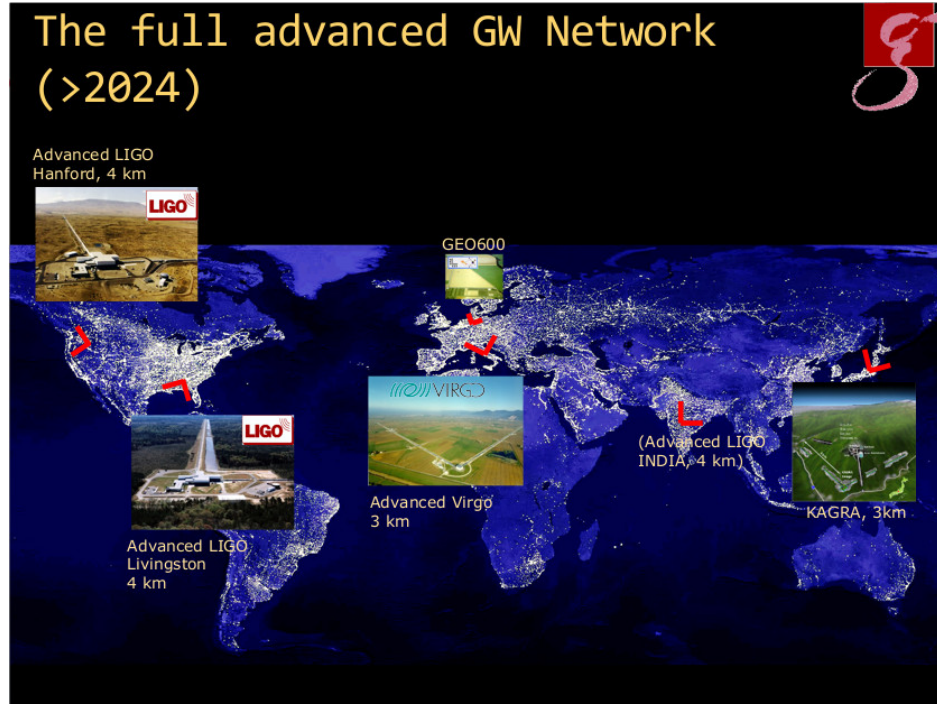 The full advanced GW Network
(>2024)
Advanced LIGO
Hanford, 4 km
LIGO
GEO600
LIGO
VIRGO
(Advanced LIGO
INDIA, 4 km)
Advanced Virgo
3 km
KAGRA, 3km
Advanced LIGO
Livingston
4 km